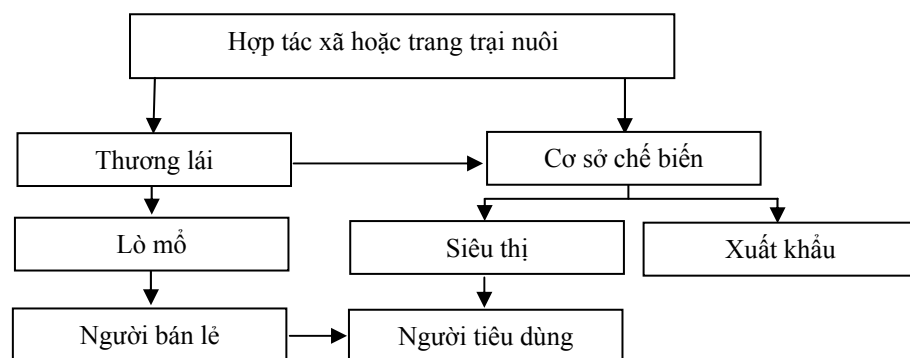 Hợp tác xã hoặc trang trại nuôi
Thương lái
Cơ sở chế biến
Lò mổ
Siêu thị
Xuất khẩu
Người bán lẻ
Người tiêu dùng